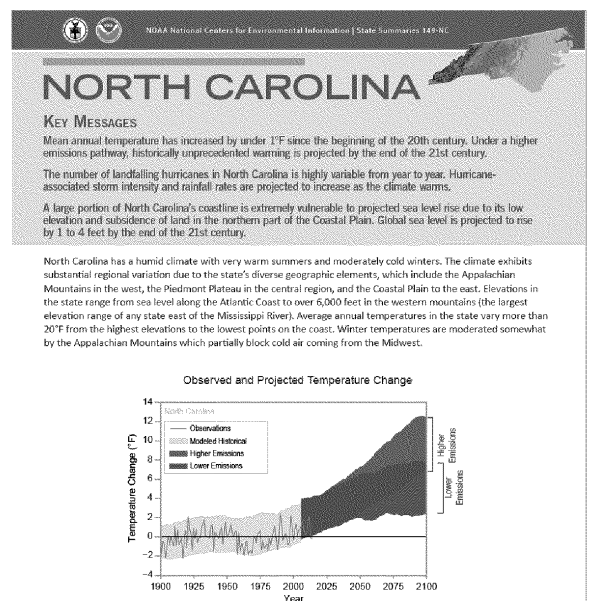 NOAA National Centers for Environmental Information | State Summaries 149-NC
NORTH CAROLINA
KEY MESSAGES
Mean annual temperature has increased by under 1°F since the beginning of the 20th century. Under a higher
emissions pathway, historically unprecedented warming is projected by the end of the 21st century.
The number of landfalling hurricanes in North Carolina is highly variable from year to year. Hurricane-
associated storm intensity and rainfall rates are projected to increase as the climate warms.
A large portion of North Carolina's coastline is extremely vulnerable to projected sea level rise due to its low
elevation and subsidence of land in the northern part of the Coastal Plain. Global sea level is projected to rise
by 1 to 4 feet by the end of the 21st century.
North Carolina has a humid climate with very warm summers and moderately cold winters. The climate exhibits
substantial regional variation due to the state's diverse geographic elements, which include the Appalachian
Mountains in the west, the Piedmont Plateau in the central region, and the Coastal Plain to the east. Elevations in
the state range from sea level along the Atlantic Coast to over 6,000 feet in the western mountains (the largest
elevation range of any state east of the Mississippi River). Average annual temperatures in the state vary more than
20°F from the highest elevations to the lowest points on the coast. Winter temperatures are moderated somewhat
by the Appalachian Mountains which partially block cold air coming from the Midwest.
Observed and Projected Temperature Change
North Carolina
Observations
Modeled Historical
Higher Emissions
Lower Emissions
Temperature Change (°F)
14
12
10
8
6
4
2
0
-2
-4
Higher
Emissions
Lower
Emissions
1900 1925 1950 1975 2000 2025 2050 2075 2100
Year